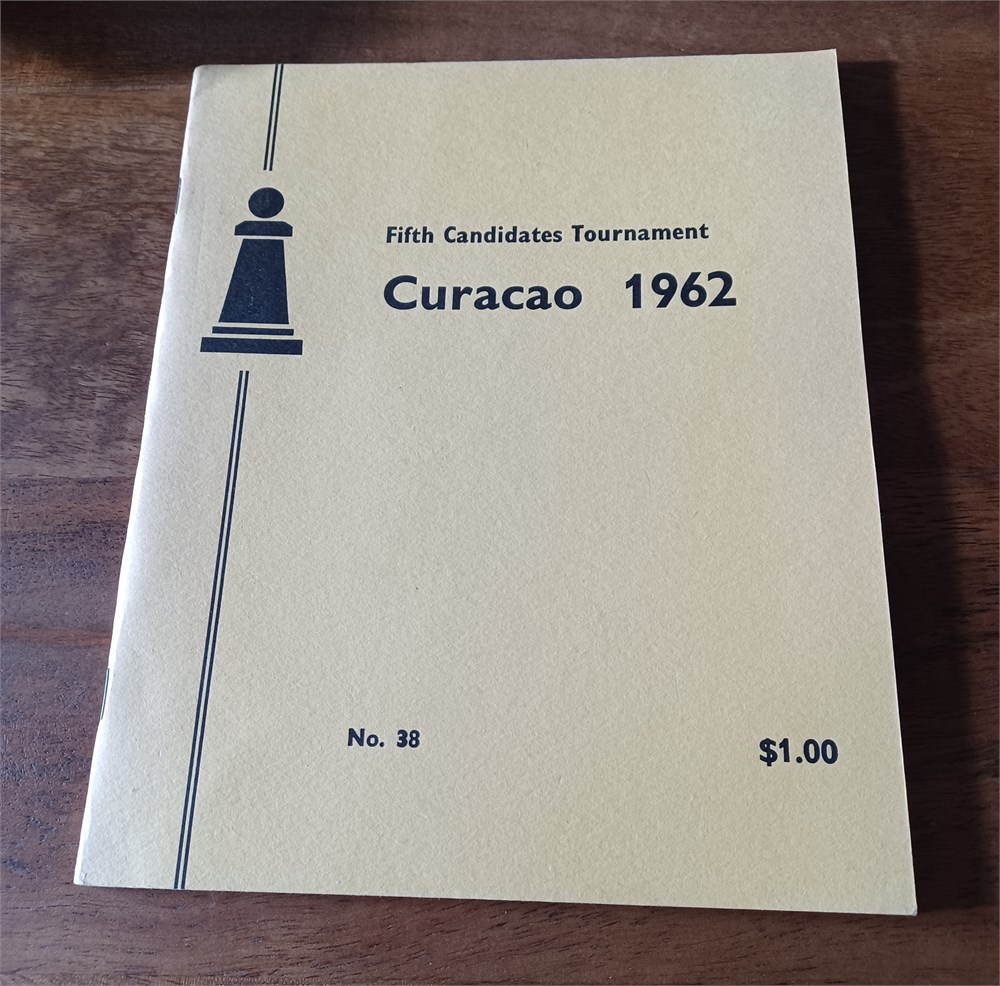 Fifth Candidates Tournament
Curacao 1962
No. 38
$1.00